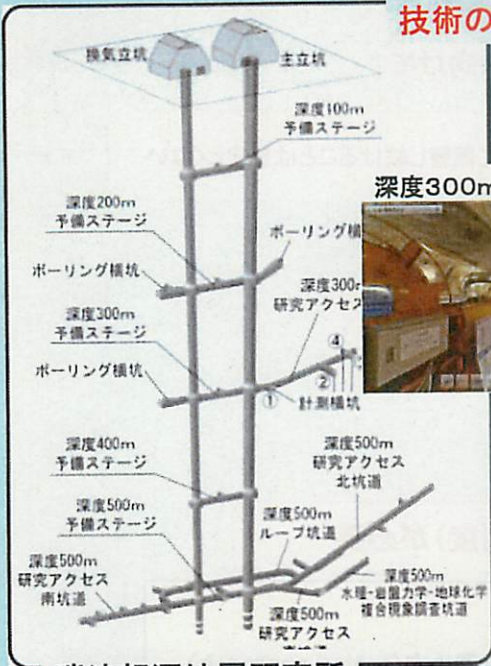 技術の
換気立坑
主立坑
深度100m
予備ステージ
深度300m
深度200m
予備ステージ
ボーリング横
ボーリング横坑
深度300m
予備ステージ
研究アクセス
④
②
①
ボーリング横坑
計測横坑
深度400m
予備ステージ
深度500m
研究アクセス
北坑道
深度500m
予備ステージ
深度500m
ループ坑道
深度500m
研究アクセス
南坑道
深度500m
水理・岩盤力学・地球化学
複合現象調査坑道
深度500m
研究アクセス